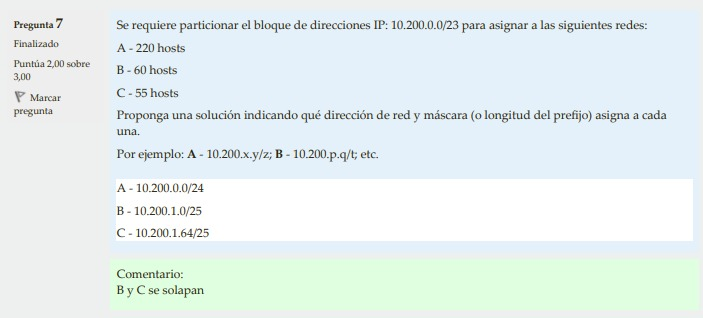 Pregunta 7
Finalizado
Puntúa 2,00 sobre
3,00
Marcar
pregunta
Se requiere particionar el bloque de direcciones IP: 10.200.0.0/23 para asignar a las siguientes redes:
A - 220 hosts
B - 60 hosts
C - 55 hosts
Proponga una solución indicando qué dirección de red y máscara (o longitud del prefijo) asigna a cada
una.
Por ejemplo: A - 10.200.x.y/z; B - 10.200.p.q/t; etc.
A - 10.200.0.0/24
B - 10.200.1.0/25
C - 10.200.1.64/25
Comentario:
B y C se solapan